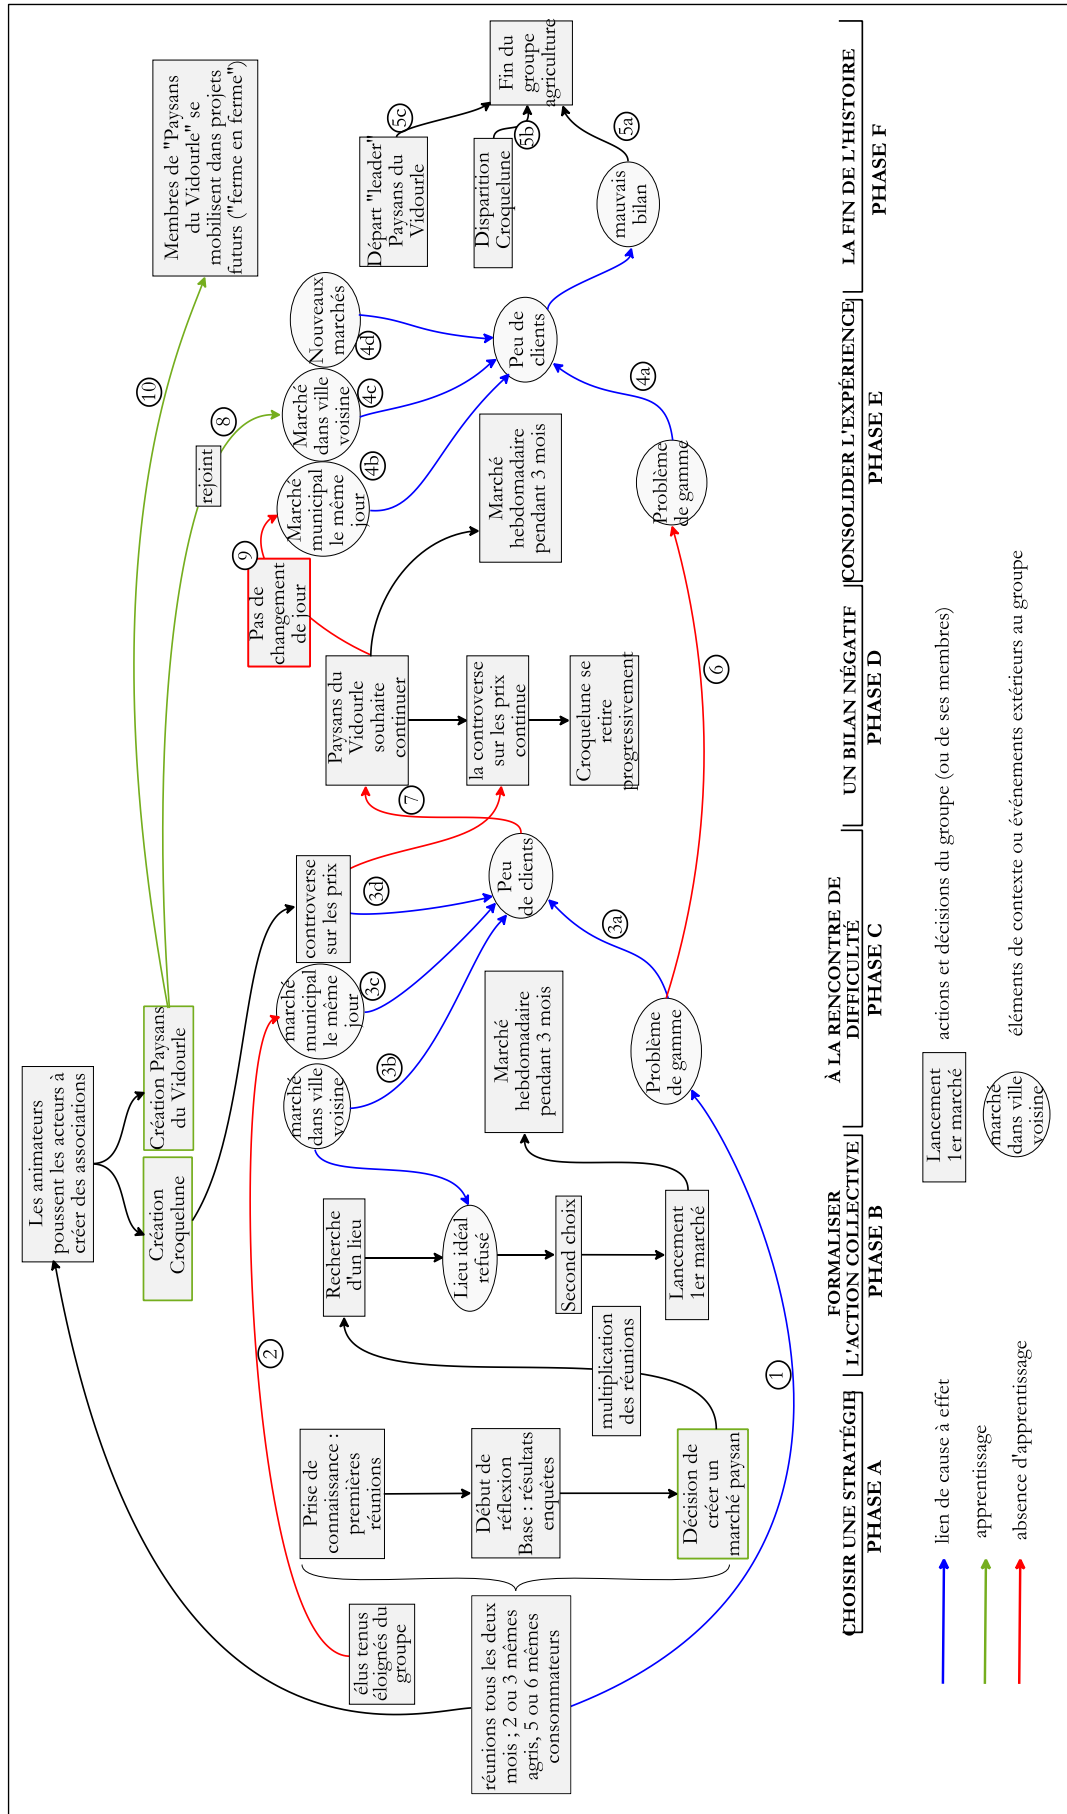 Les animateurs
poussent les acteurs à
créer des associations
Création
Croquelune
Création Paysans
du Vidourle
Membres de "Paysans
du Vidourle" se
mobilisent dans projets
futurs ("ferme en ferme")
10
rejoint
8
élus tenus
éloignés du
groupe
réunions tous les deux
mois ; 2 ou 3 mêmes
agris, 5 ou 6 mêmes
consommateurs
2
1
Prise de
connaissance :
premières
réunions
Début de
réflexion
Base : résultats
enquêtes
Décision de
créer un
marché paysan
multiplication
des réunions
Recherche
d'un lieu
Lieu idéal
refusé
Second choix
Lancement
1er marché
marché
dans ville
voisine
marché
municipal
le même
jour
controverse
sur les prix
3b
3c
3d
3a
Marché
hebdomadaire
pendant 3 mois
Problème
de gamme
Peu
de clients
7
6
Paysans du
Vidourle
souhaite
continuer
la controverse
sur les prix
continue
Croquelune se
retire
progressivement
Pas de
changement
de jour
9
Marché
municipal
le même
jour
4b
Marché
dans ville
voisine
4c
Nouveaux
marchés
4d
Marché
hebdomadaire
pendant 3 mois
Problème
de gamme
4a
Peu de
clients
Départ "leader"
Paysans du
Vidourle
5c
Disparition
Croquelune
5b
mauvais
bilan
5a
Fin du
groupe
agriculture
CHOISIR UNE STRATÉGIE
PHASE A
FORMALISER
L'ACTION COLLECTIVE
PHASE B
À LA RENCONTRE DE
DIFFICULTÉ
PHASE C
UN BILAN NÉGATIF
PHASE D
CONSOLIDER L'EXPÉRIENCE
PHASE E
LA FIN DE L'HISTOIRE
PHASE F
lien de cause à effet
apprentissage
absence d'apprentissage
Lancement
1er marché
actions et décisions du groupe (ou de ses membres)
marché
dans ville
voisine
éléments de contexte ou événements extérieurs au groupe